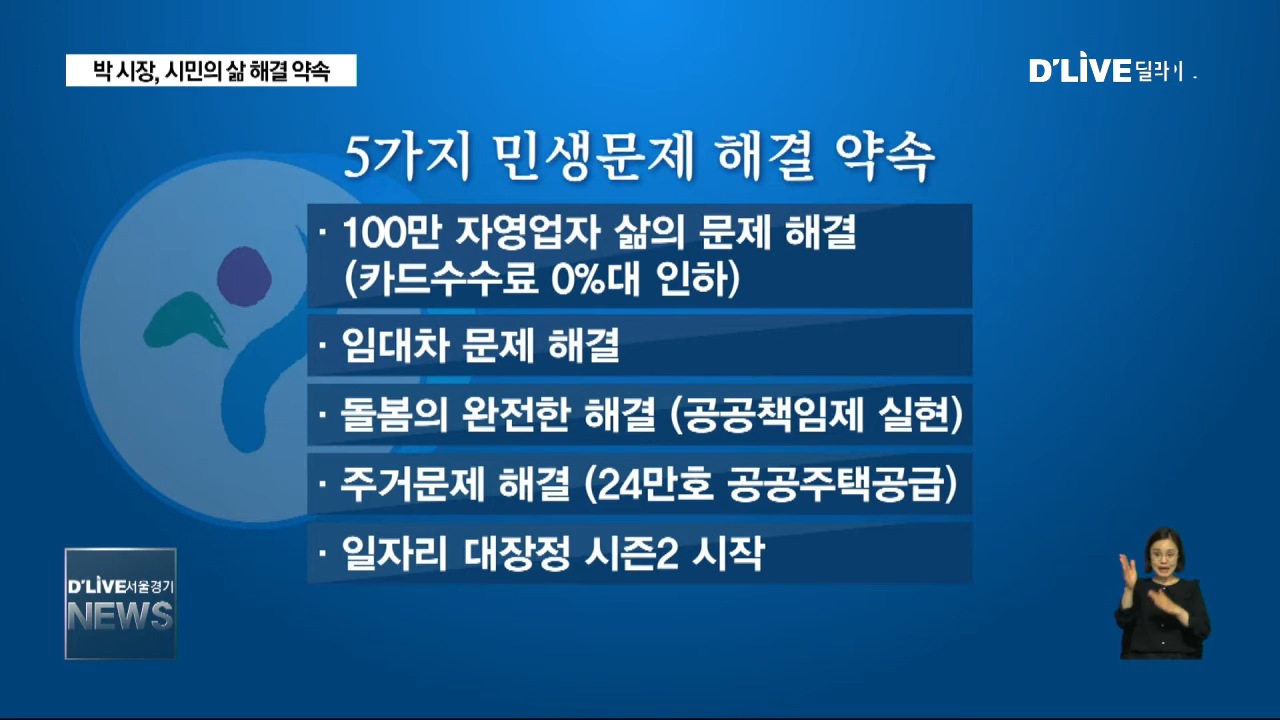 박 시장, 시민의 삶 해결 약속
D'LIVE 딜라이
5가지 민생문제 해결 약속
· 100만 자영업자 삶의 문제 해결
(카드수수료 0%대 인하)
· 임대차 문제 해결
· 돌봄의 완전한 해결 (공공책임제 실현)
· 주거문제 해결 (24만호 공공주택공급)
· 일자리 대장정 시즌2 시작
D'LIVE서울경기
NEWS